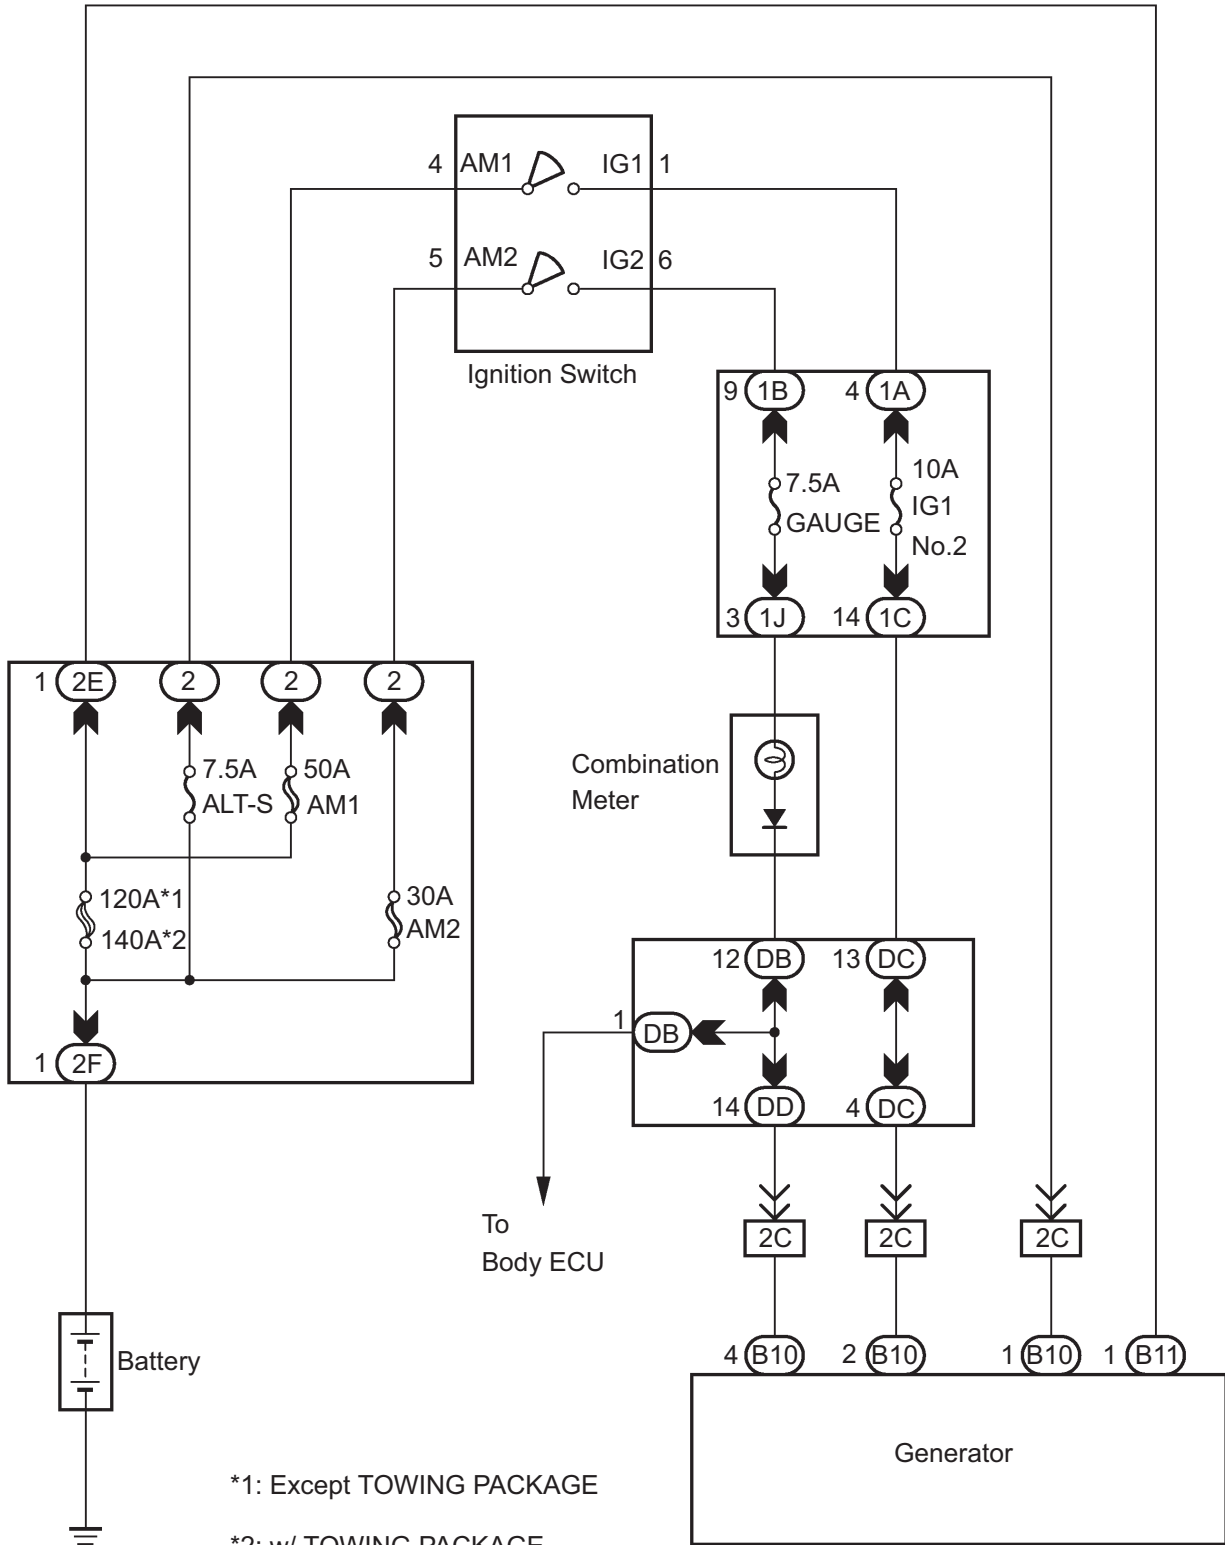 4 AM1 IG1 1
5 AM2 IG2 6
Ignition Switch
9 1B 4 1A
7.5A
GAUGE
10A
IG1
No.2
3 1J 14 1C
1 2E 2 2 2
7.5A
ALT-S
50A
AM1
120A*1
140A*2
30A
AM2
1 2F
Combination
Meter
12 DB 13 DC
1 DB
14 DD 4 DC
To
Body ECU
2C 2C 2C
Battery
4 B10 2 B10 1 B10 1 B11
Generator
*1: Except TOWING PACKAGE
*2: w/ TOWING PACKAGE